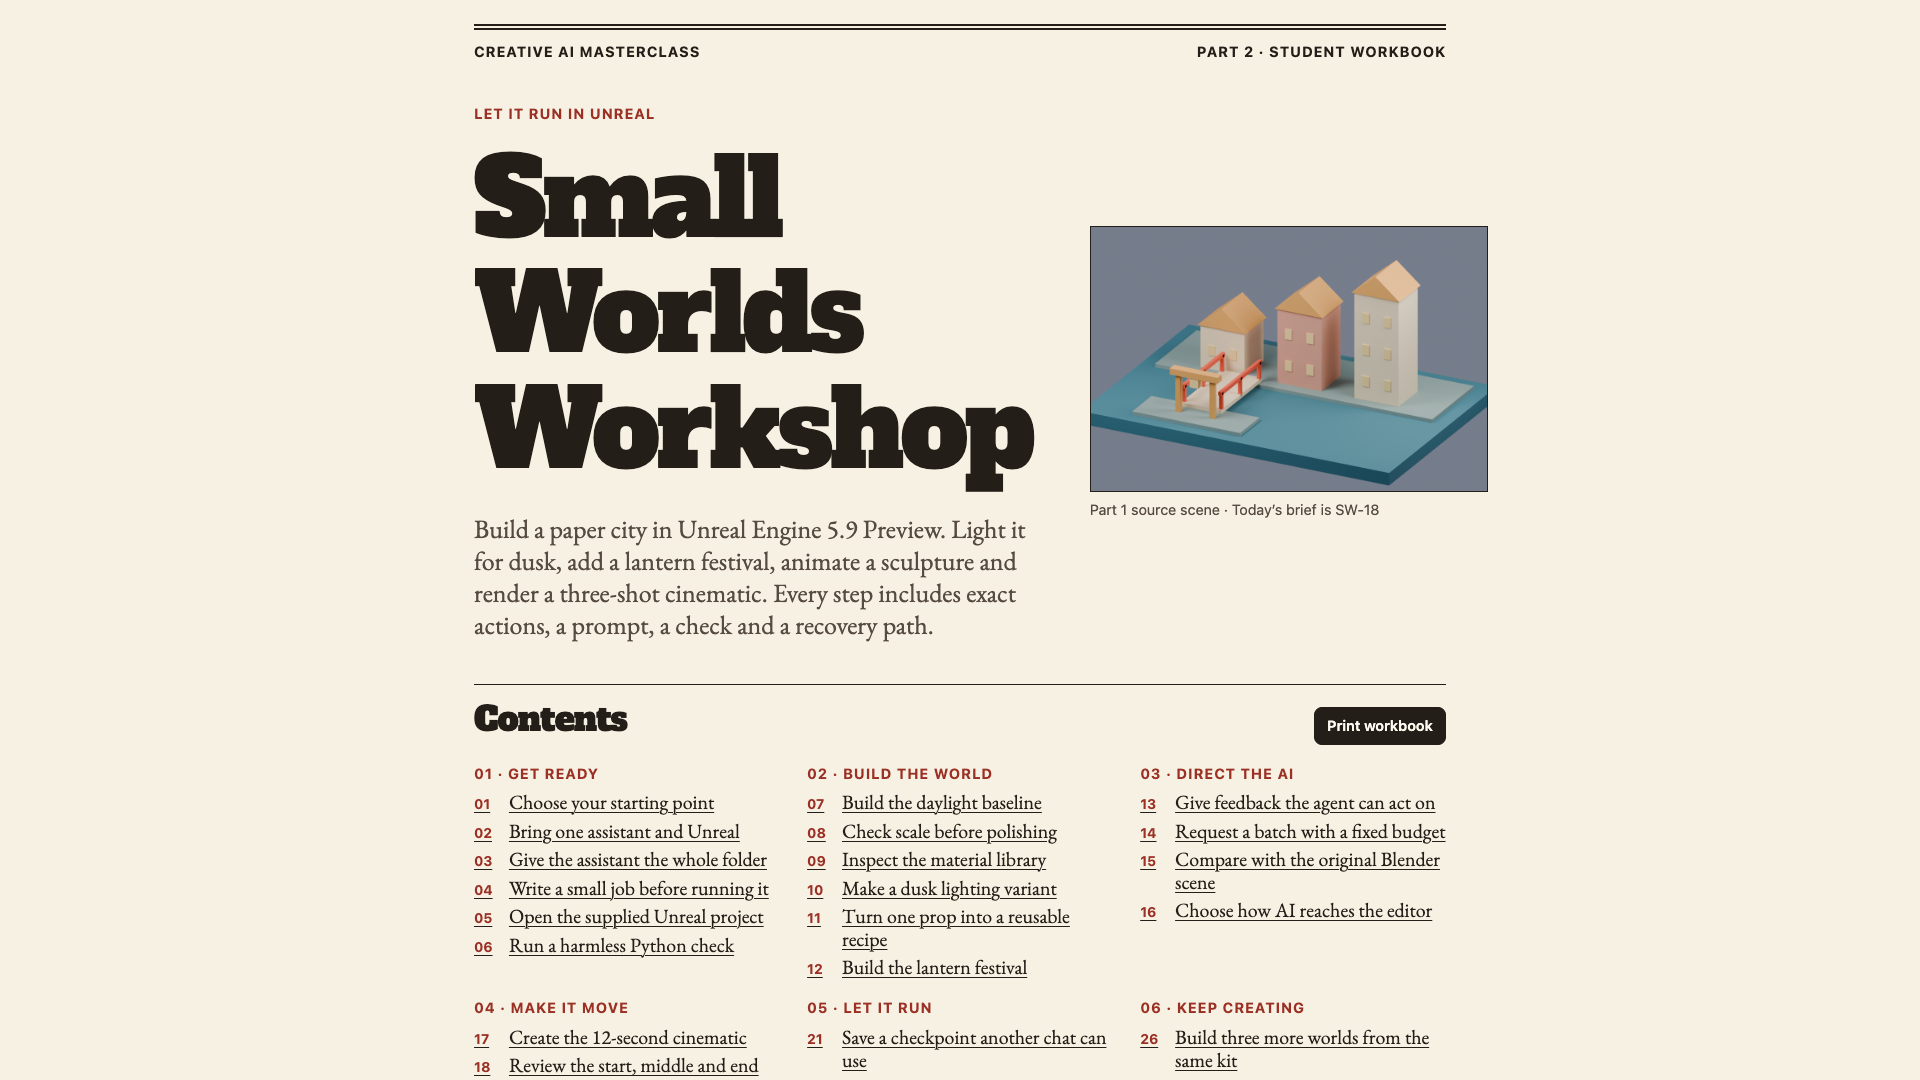 CREATIVE AI MASTERCLASS
PART 2 · STUDENT WORKBOOK
LET IT RUN IN UNREAL
Small
Worlds
Workshop
Build a paper city in Unreal Engine 5.9 Preview. Light it
for dusk, add a lantern festival, animate a sculpture and
render a three-shot cinematic. Every step includes exact
actions, a prompt, a check and a recovery path.
Part 1 source scene · Today’s brief is SW-18
Contents
Print workbook
01 · GET READY
01 Choose your starting point
02 Bring one assistant and Unreal
03 Give the assistant the whole folder
04 Write a small job before running it
05 Open the supplied Unreal project
06 Run a harmless Python check
02 · BUILD THE WORLD
07 Build the daylight baseline
08 Check scale before polishing
09 Inspect the material library
10 Make a dusk lighting variant
11 Turn one prop into a reusable
recipe
12 Build the lantern festival
03 · DIRECT THE AI
13 Give feedback the agent can act on
14 Request a batch with a fixed budget
15 Compare with the original Blender
scene
16 Choose how AI reaches the editor
04 · MAKE IT MOVE
17 Create the 12-second cinematic
18 Review the start, middle and end
05 · LET IT RUN
21 Save a checkpoint another chat can
use
06 · KEEP CREATING
26 Build three more worlds from the
same kit